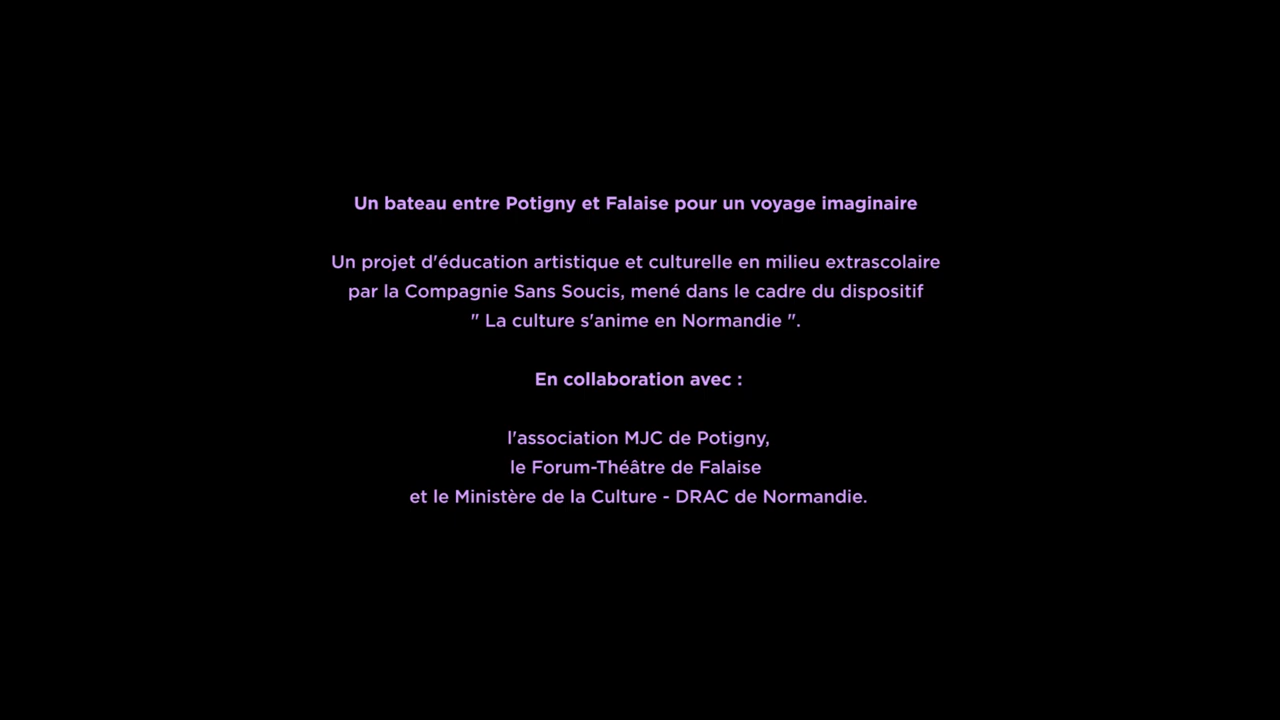 Un bateau entre Potigny et Falaise pour un voyage imaginaire
Un projet d'éducation artistique et culturelle en milieu extrascolaire
par la Compagnie Sans Soucis, mené dans le cadre du dispositif
" La culture s'anime en Normandie ".
En collaboration avec :
l'association MJC de Potigny,
le Forum-Théâtre de Falaise
et le Ministère de la Culture - DRAC de Normandie.